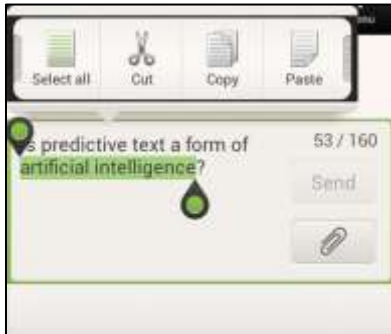 Select all Cut Copy Paste
s predictive text a form of 53 / 160
artificial intelligence?
Send